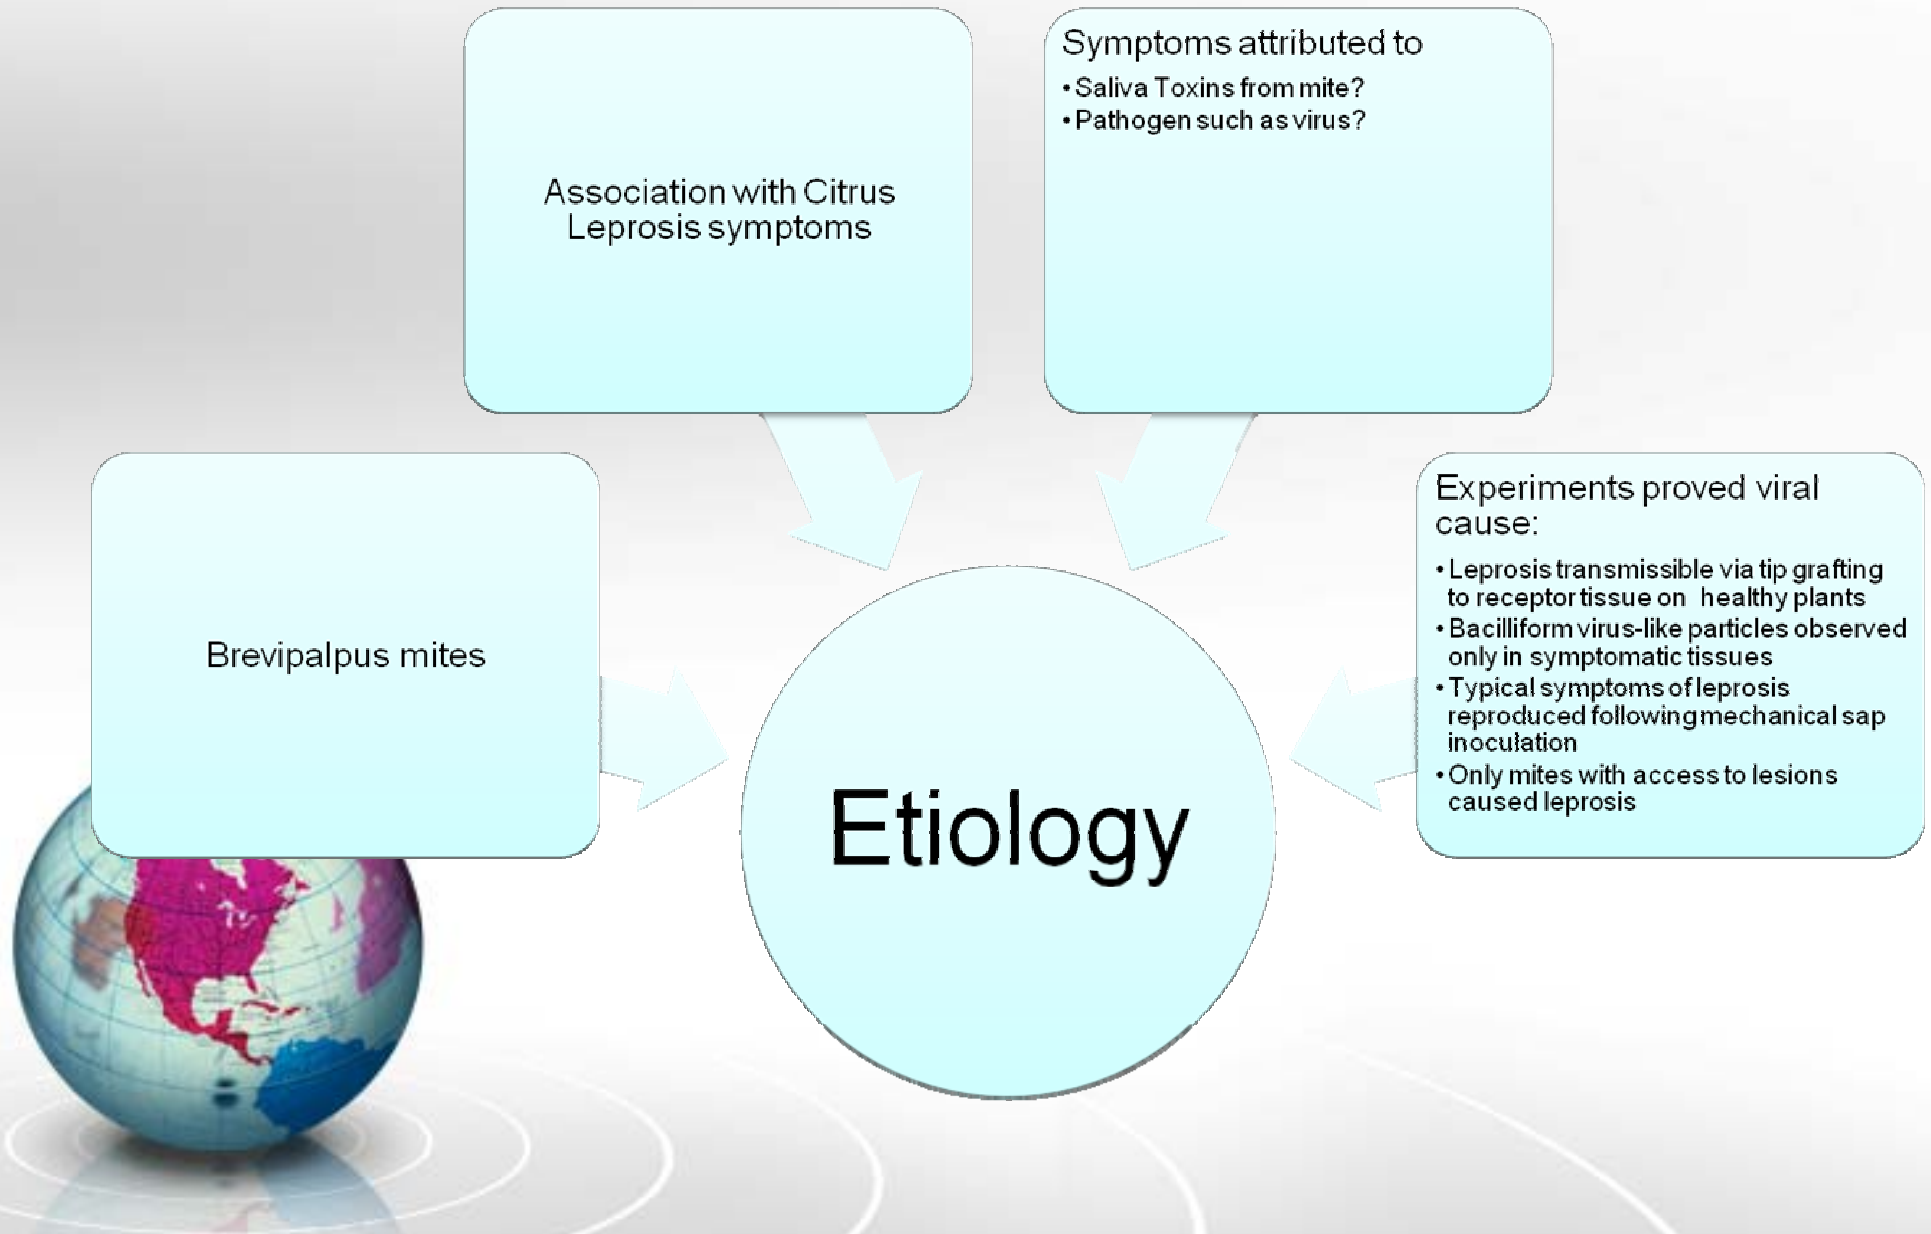 Association with Citrus
Leprosis symptoms
Symptoms attributed to
• Saliva Toxins from mite?
• Pathogen such as virus?
Brevipalpus mites
Experiments proved viral
cause:
• Leprosis transmissible via tip grafting
to receptor tissue on healthy plants
• Bacilliform virus-like particles observed
only in symptomatic tissues
• Typical symptoms of leprosis
reproduced following mechanical sap
inoculation
• Only mites with access to lesions
caused leprosis
Etiology